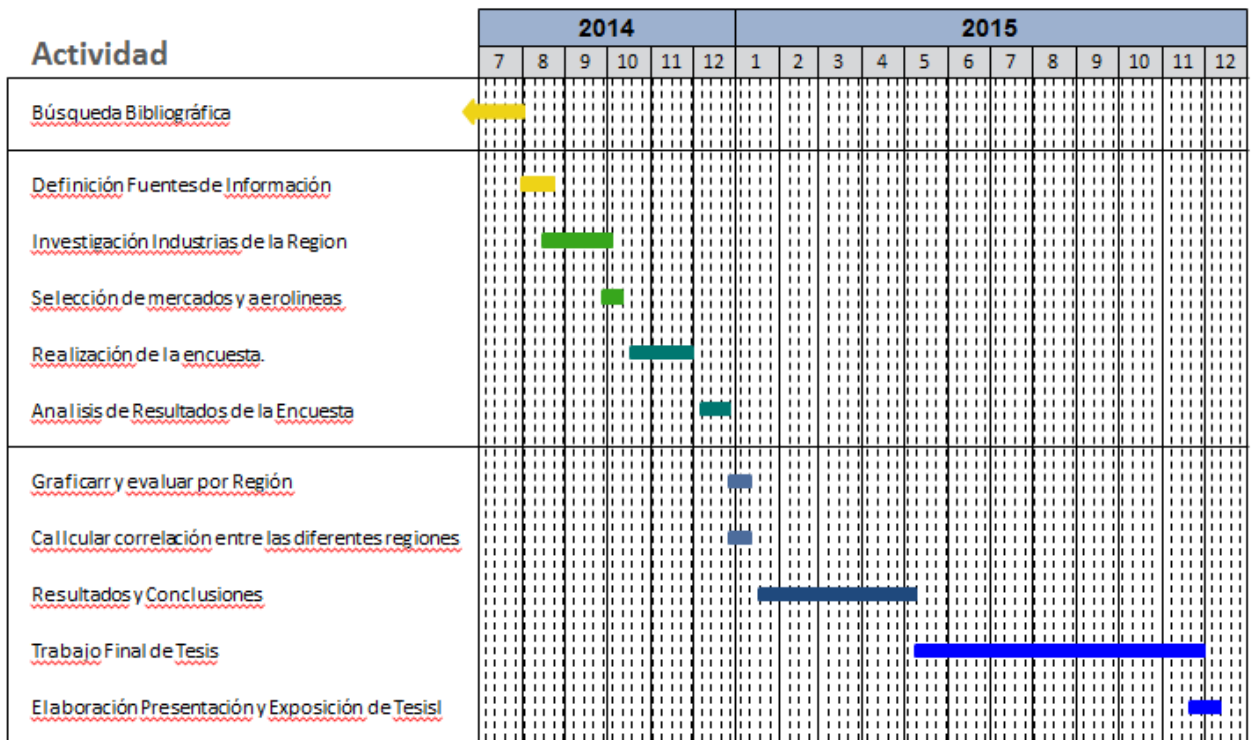 2014 2015
Actividad
7 8 9 10 11 12 1 2 3 4 5 6 7 8 9 10 11 12
Búsqueda Bibliográfica
Definición Fuentes de Información
Investigación Industrias de la Region
Selección de mercados y aerolineas
Realización de la encuesta.
Analisis de Resultados de la Encuesta
Graficarr y evaluar por Región
Callcular correlación entre las diferentes regiones
Resultados y Conclusiones
Trabajo Final de Tesis
Elaboración Presentación y Exposición de Tesisl